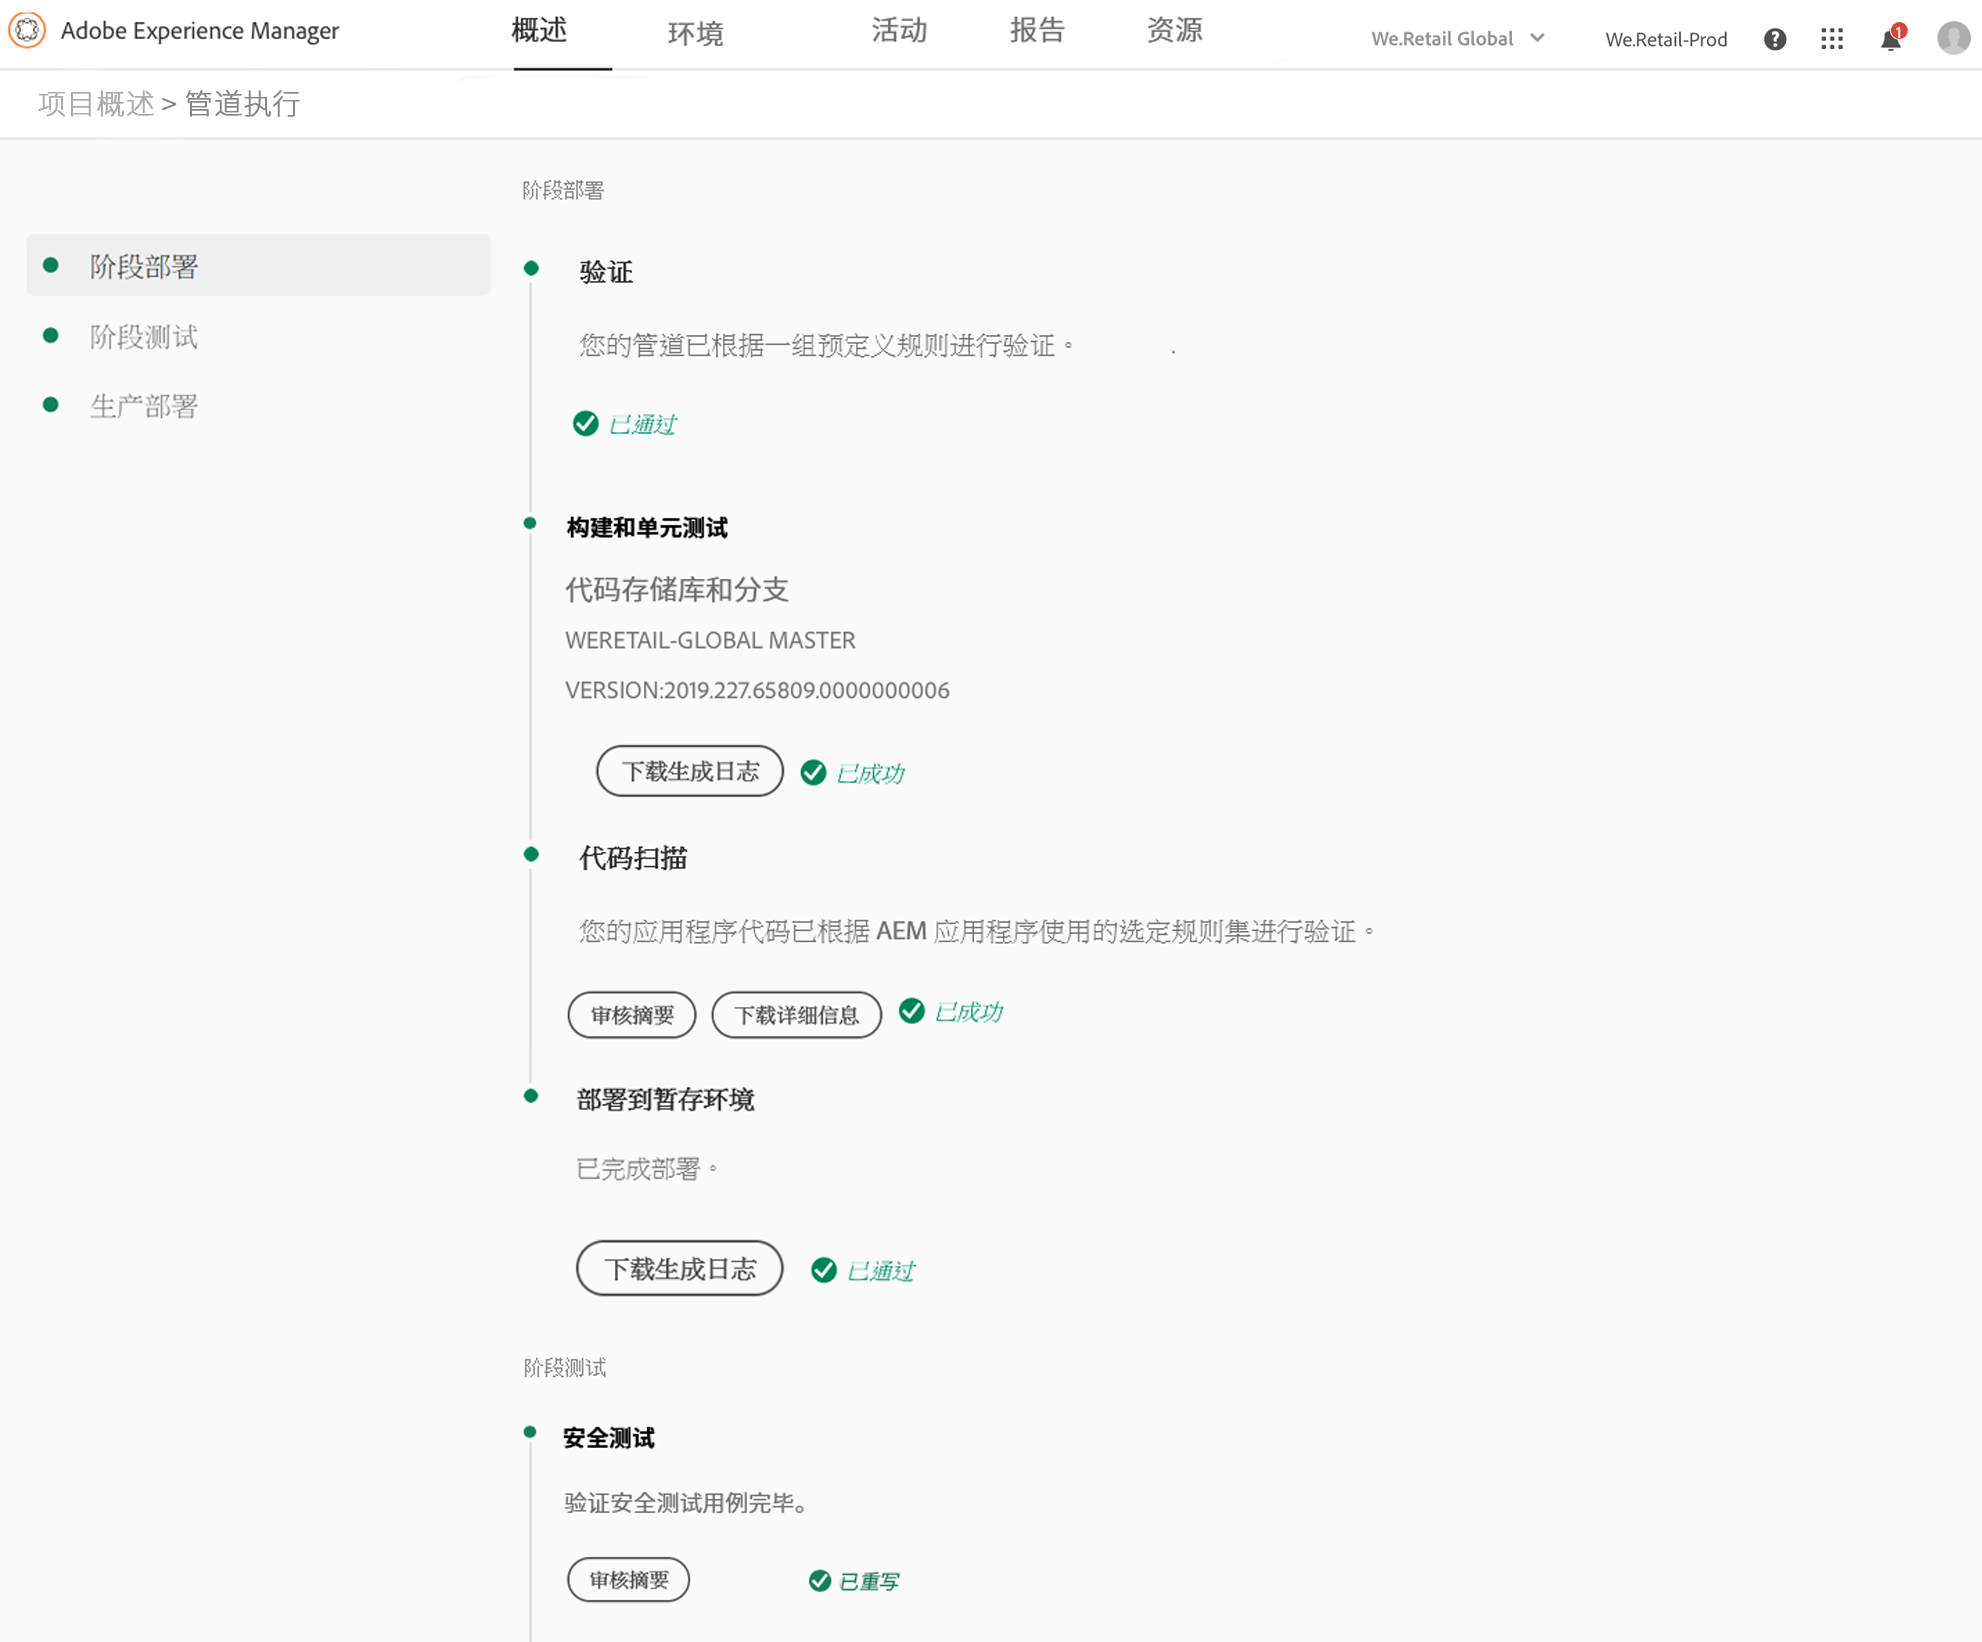 Adobe Experience Manager 概述 环境 活动 报告 资源 We.Retail Global We.Retail-Prod 1
项目概述 > 管道执行
阶段部署
阶段测试
生产部署
阶段部署
验证
您的管道已根据一组预定义规则进行验证。 .
已通过
构建和单元测试
代码存储库和分支
WERETAIL-GLOBAL MASTER
VERSION:2019.227.65809.0000000006
下载生成日志 已成功
代码扫描
您的应用程序代码已根据 AEM 应用程序使用的选定规则集进行验证。
审核摘要 下载详细信息 已成功
部署到暂存环境
已完成部署。
下载生成日志 已通过
阶段测试
安全测试
验证安全测试用例完毕。
审核摘要 已重写